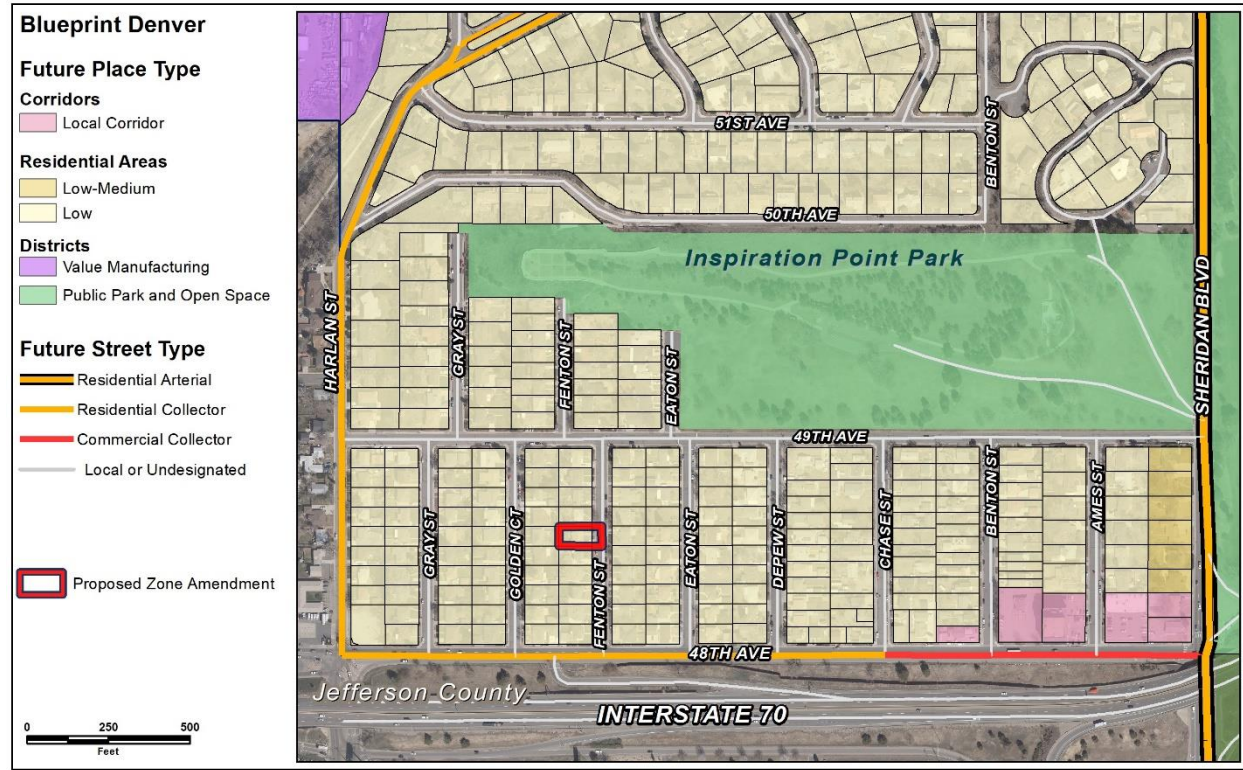 Blueprint Denver
Future Place Type
Corridors
Local Corridor
Residential Areas
Low-Medium
Low
Districts
Value Manufacturing
Public Park and Open Space
Future Street Type
Residential Arterial
Residential Collector
Commercial Collector
Local or Undesignated
Proposed Zone Amendment
0 250 500
Feet
51ST AVE
BENTON ST
50TH AVE
Inspiration Point Park
HARLAN ST
GRAY ST
FENTON ST
EATON ST
SHERIDAN BLVD
49TH AVE
GRAY ST
GOLDEN CT
FENTON ST
EATON ST
DEPEW ST
CHASE ST
BENTON ST
AMES ST
48TH AVE
Jefferson County
INTERSTATE 70